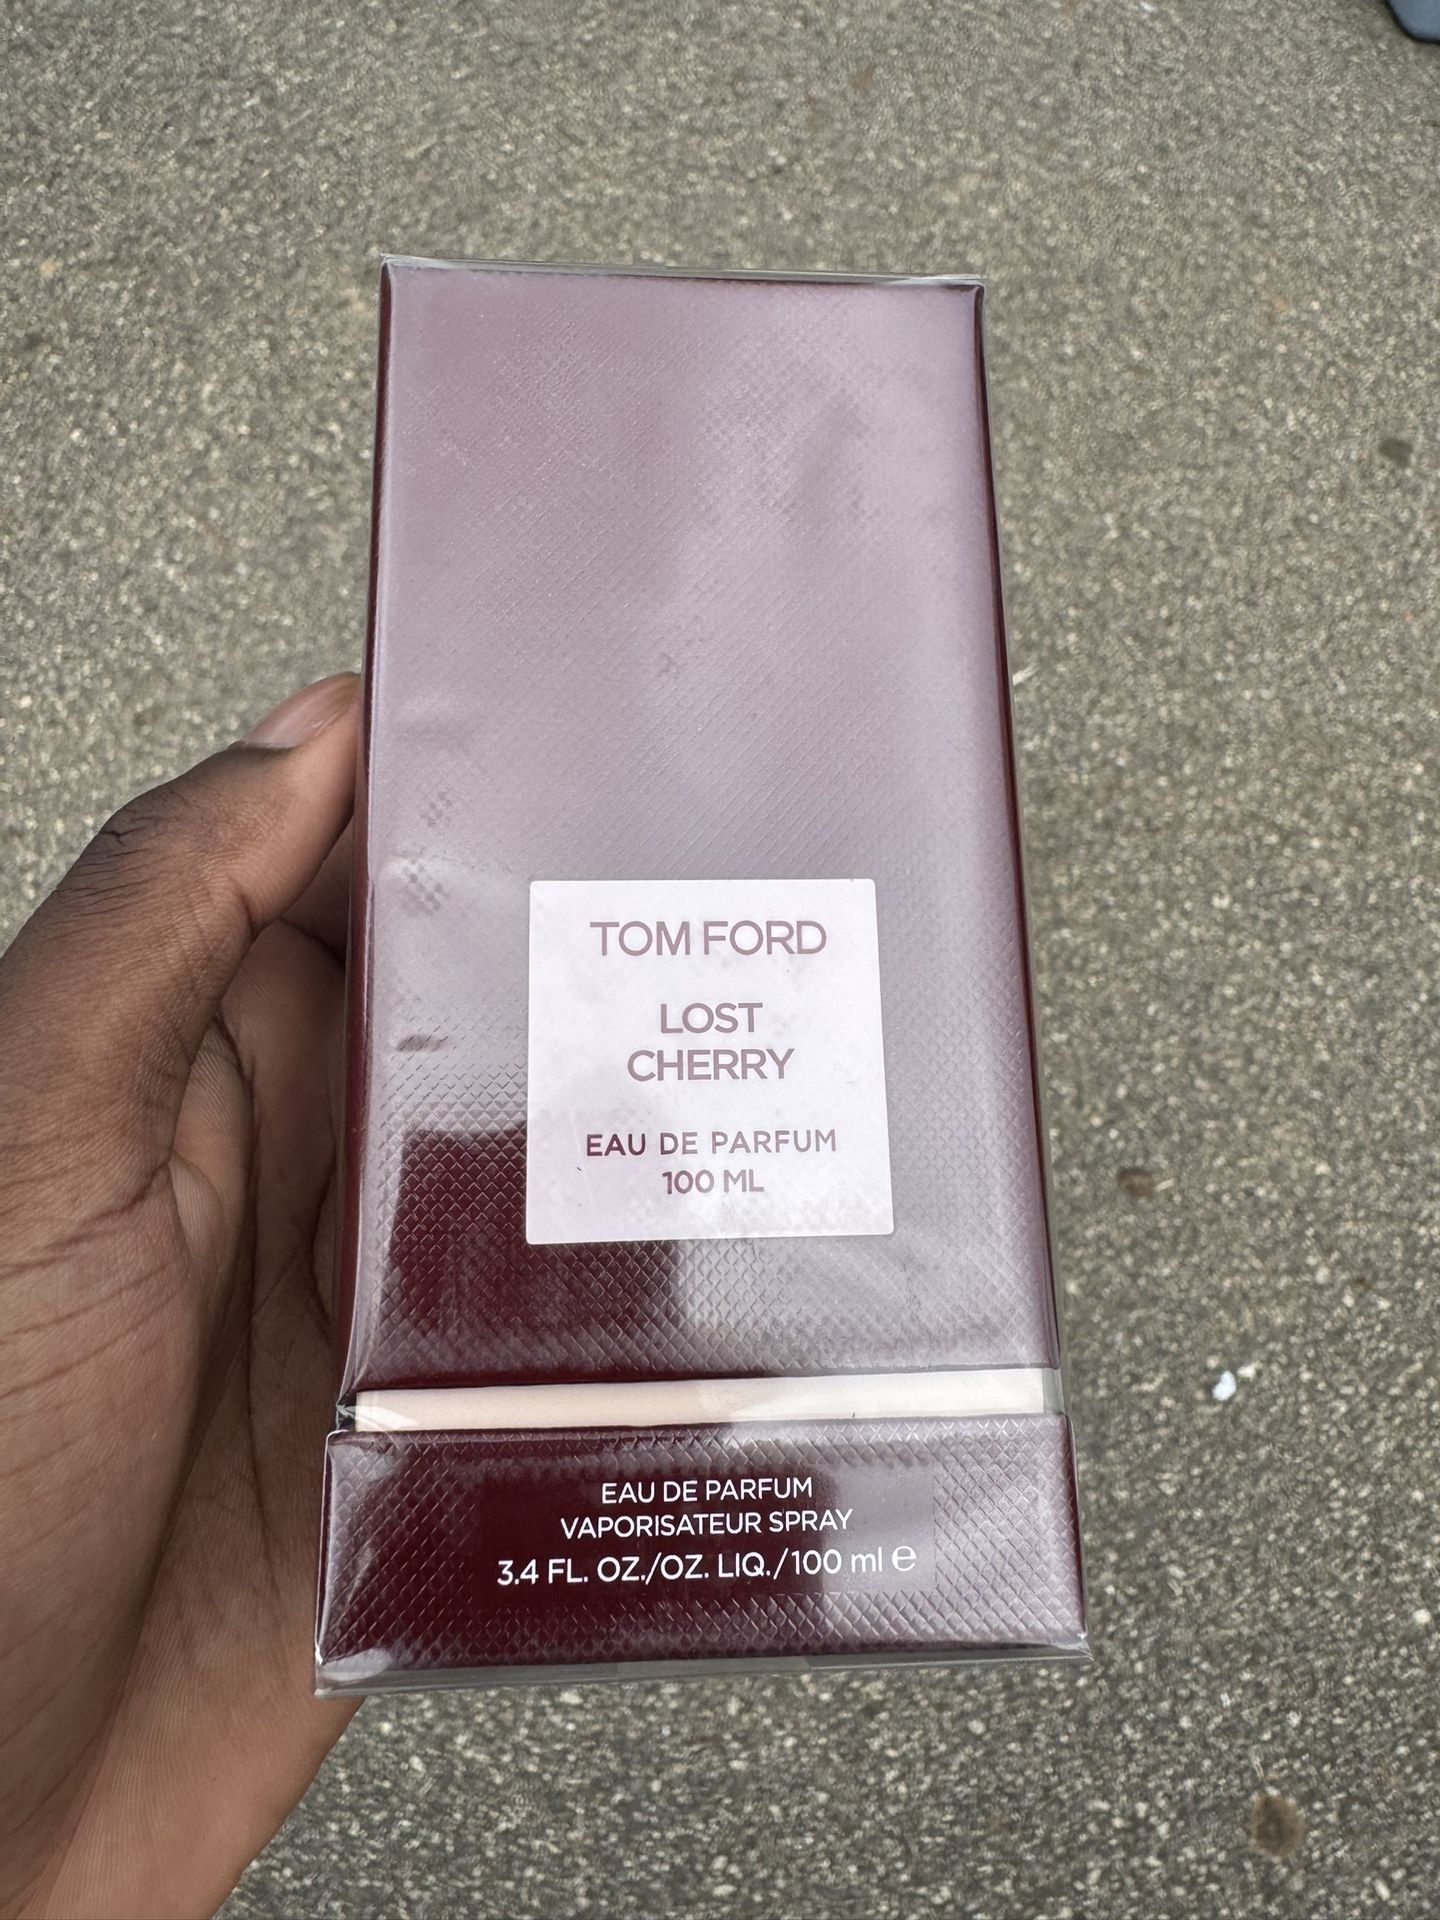 TOM FORD
LOST
CHERRY
EAU DE PARFUM
100 ML
EAU DE PARFUM
VAPORISATEUR SPRAY
3.4 FL. OZ./OZ. LIQ./100 ml ℮